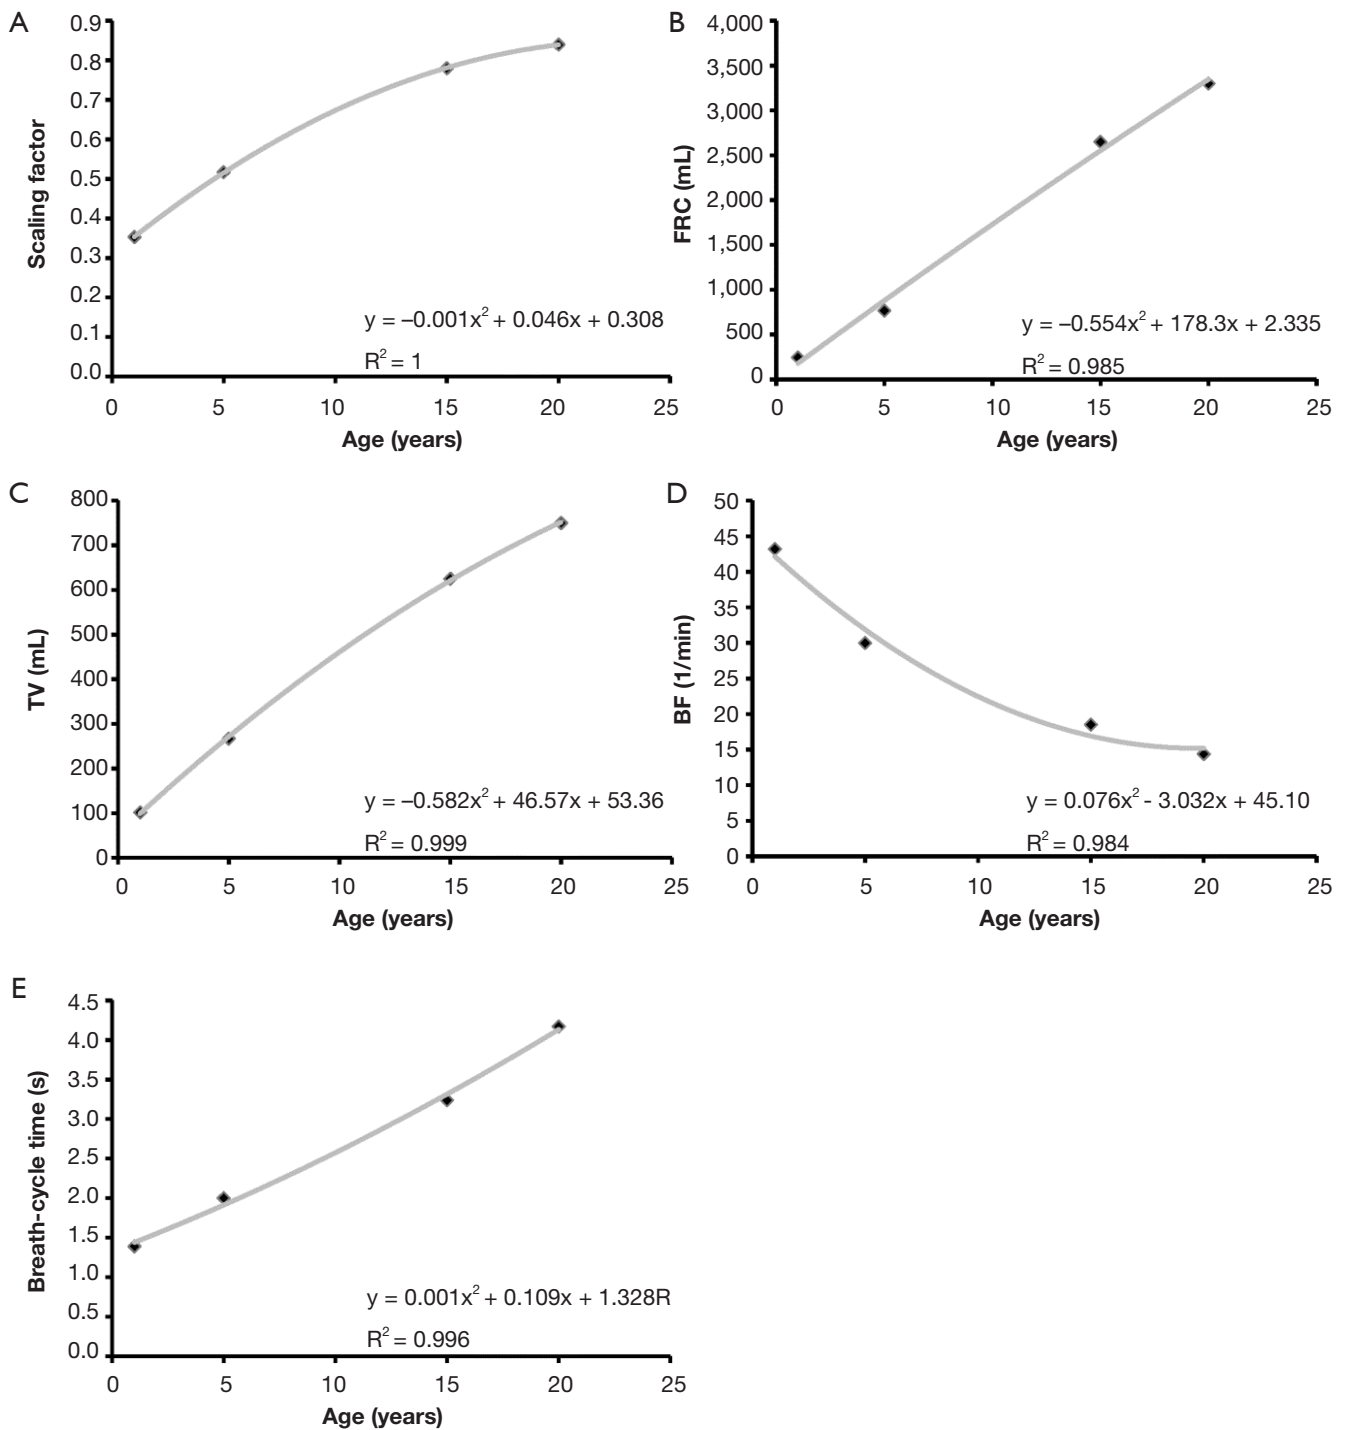 A
0.9
0.8
0.7
0.6
0.5
0.4
0.3
0.2
0.1
0.0
Scaling factor
y = –0.001x² + 0.046x + 0.308
R² = 1
0 5 10 15 20 25
Age (years)
B
4,000
3,500
3,000
2,500
2,000
1,500
1,000
500
0
FRC (mL)
y = –0.554x² + 178.3x + 2.335
R² = 0.985
0 5 10 15 20 25
Age (years)
C
800
700
600
500
400
300
200
100
0
TV (mL)
y = –0.582x² + 46.57x + 53.36
R² = 0.999
0 5 10 15 20 25
Age (years)
D
50
45
40
35
30
25
20
15
10
5
0
BF (1/min)
y = 0.076x² - 3.032x + 45.10
R² = 0.984
0 5 10 15 20 25
Age (years)
E
4.5
4.0
3.5
3.0
2.5
2.0
1.5
1.0
0.5
0.0
Breath-cycle time (s)
y = 0.001x² + 0.109x + 1.328R
R² = 0.996
0 5 10 15 20 25
Age (years)